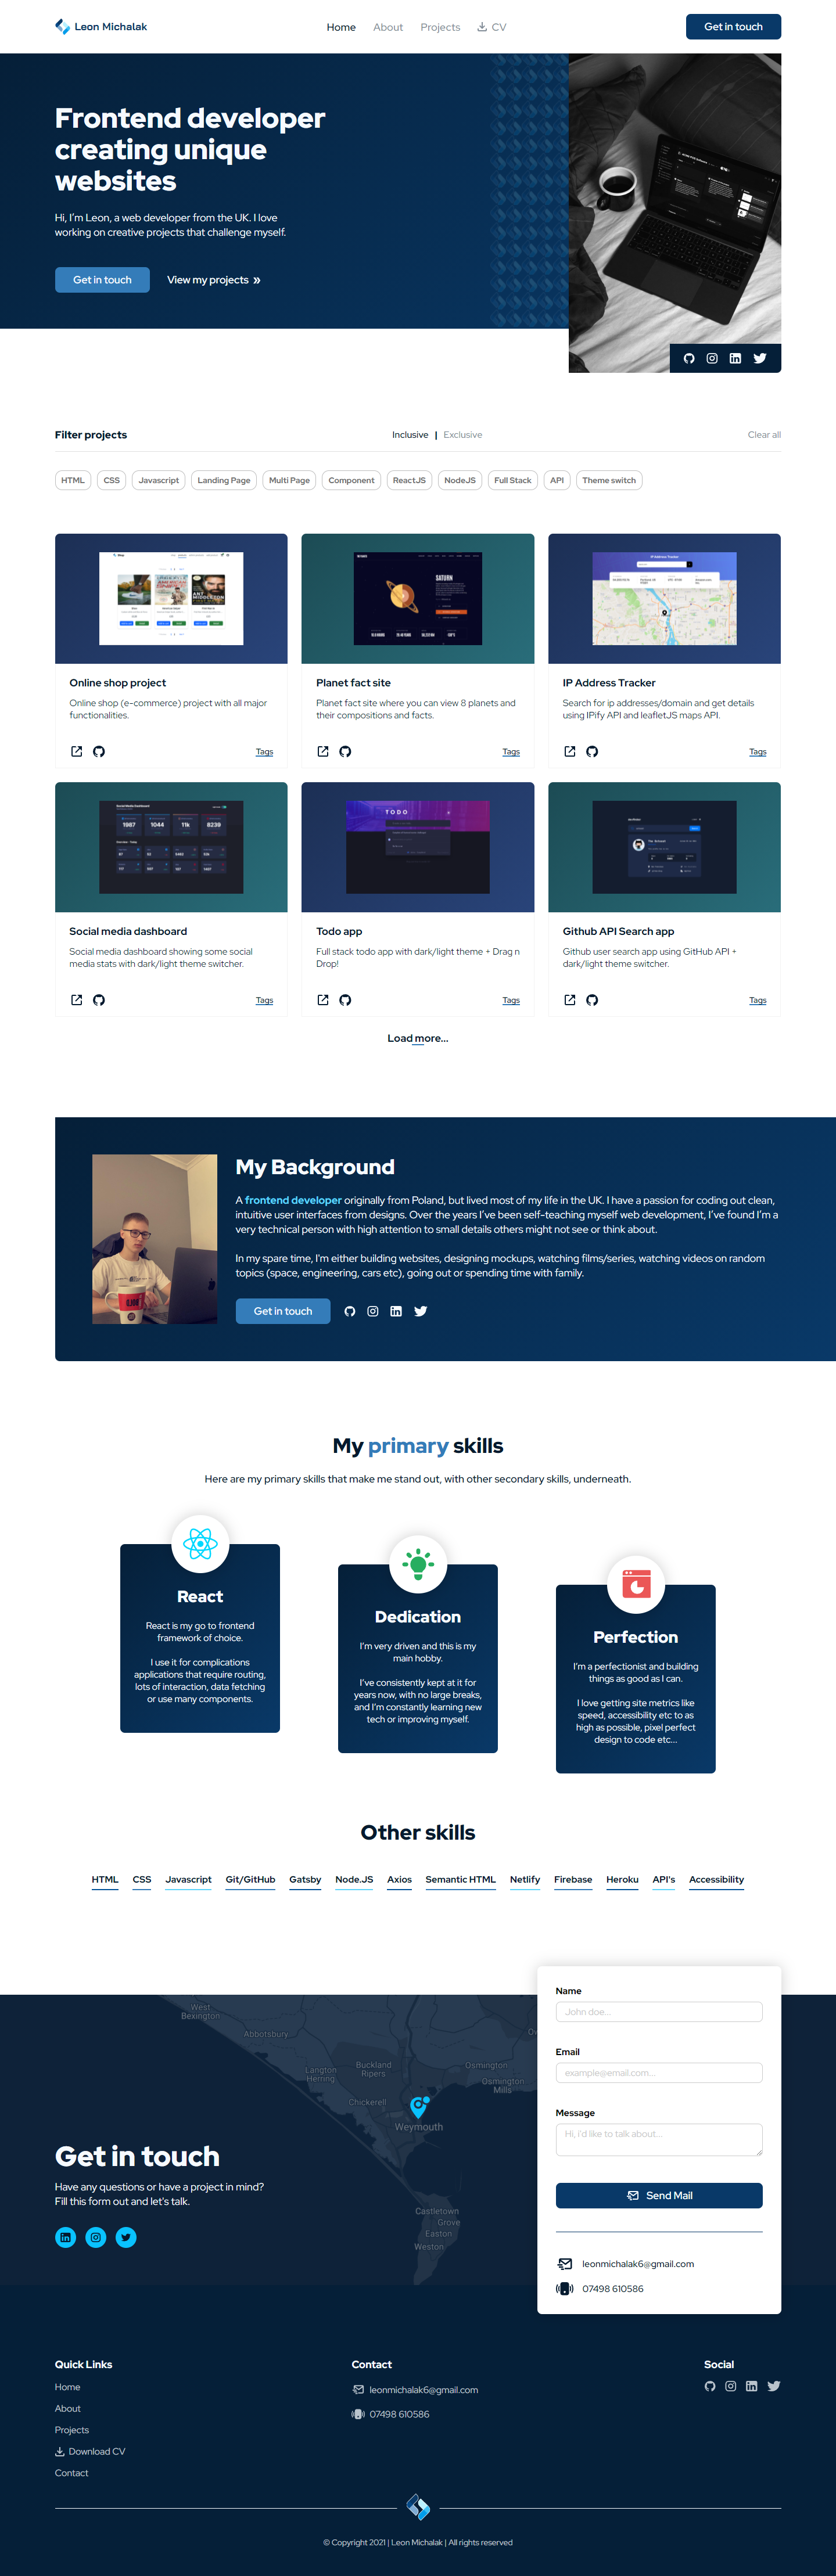 Leon Michalak
Home About Projects CV
Get in touch
Frontend developer
creating unique
websites
Hi, I'm Leon, a web developer from the UK. I love
working on creative projects that challenge myself.
Get in touch View my projects »
Filter projects Inclusive | Exclusive Clear all
HTML CSS Javascript Landing Page Multi Page Component ReactJS NodeJS Full Stack API Theme switch
SATURN
IP Address Tracker
Online shop project
Online shop (e-commerce) project with all major
functionalities.
Tags
Planet fact site
Planet fact site where you can view 8 planets and
their compositions and facts.
Tags
IP Address Tracker
Search for ip addresses/domain and get details
using IPify API and leafletJS maps API.
Tags
Social Media Dashboard
1987 1044 11k 8239
TODO
Social media dashboard
Social media dashboard showing some social
media stats with dark/light theme switcher.
Tags
Todo app
Full stack todo app with dark/light theme + Drag n
Drop!
Tags
Github API Search app
Github user search app using GitHub API +
dark/light theme switcher.
Tags
Load more...
My Background
A frontend developer originally from Poland, but lived most of my life in the UK. I have a passion for coding out clean,
intuitive user interfaces from designs. Over the years I've been self-teaching myself web development, I've found I'm a
very technical person with high attention to small details others might not see or think about.
In my spare time, I'm either building websites, designing mockups, watching films/series, watching videos on random
topics (space, engineering, cars etc), going out or spending time with family.
Get in touch
My primary skills
Here are my primary skills that make me stand out, with other secondary skills, underneath.
React
React is my go to frontend
framework of choice.
I use it for complications
applications that require routing,
lots of interaction, data fetching
or use many components.
Dedication
I'm very driven and this is my
main hobby.
I've consistently kept at it for
years now, with no large breaks,
and I'm constantly learning new
tech or improving myself.
Perfection
I'm a perfectionist and building
things as good as I can.
I love getting site metrics like
speed, accessibility etc to as
high as possible, pixel perfect
design to code etc...
Other skills
HTML CSS Javascript Git/GitHub Gatsby Node.JS Axios Semantic HTML Netlify Firebase Heroku API's Accessibility
West
Bexington
Abbotsbury
Langton
Herring
Buckland
Ripers
Chickerell
Osmington
Osmington
Mills
Weymouth
Castletown
Grove
Easton
Weston
Get in touch
Have any questions or have a project in mind?
Fill this form out and let's talk.
Name
John doe...
Email
example@email.com...
Message
Hi, i'd like to talk about...
Send Mail
leonmichalak6@gmail.com
07498 610586
Quick Links
Home
About
Projects
Download CV
Contact
Contact
leonmichalak6@gmail.com
07498 610586
Social
© Copyright 2021 | Leon Michalak | All rights reserved